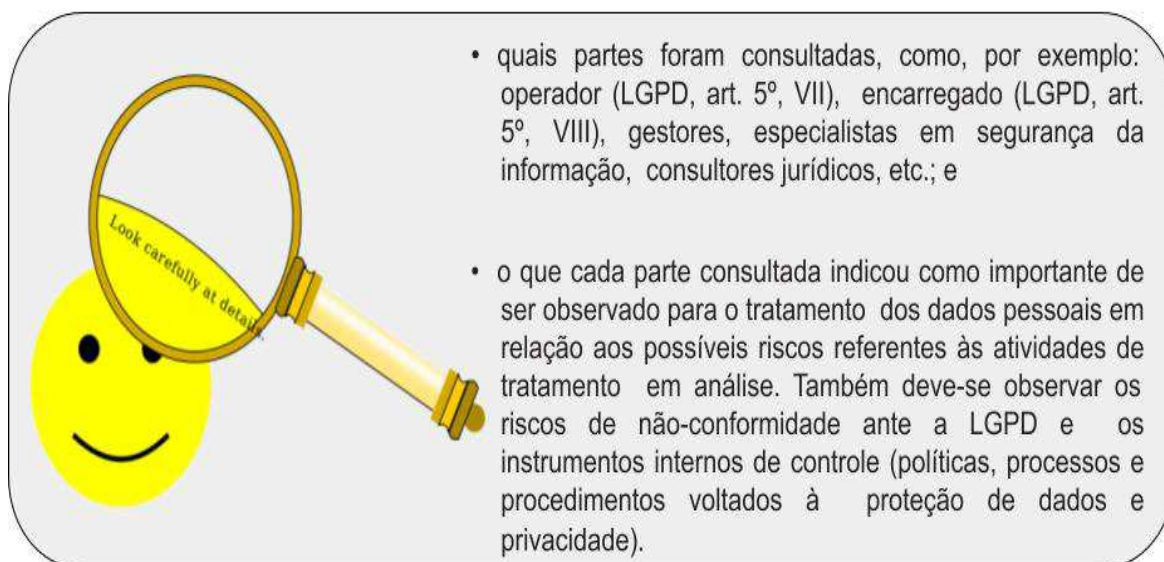 • quais partes foram consultadas, como, por exemplo:
operador (LGPD, art. 5º, VII), encarregado (LGPD, art.
5º, VIII), gestores, especialistas em segurança da
informação, consultores jurídicos, etc.; e
• o que cada parte consultada indicou como importante de
ser observado para o tratamento dos dados pessoais em
relação aos possíveis riscos referentes às atividades de
tratamento em análise. Também deve-se observar os
riscos de não-conformidade ante a LGPD e os
instrumentos internos de controle (políticas, processos e
procedimentos voltados à proteção de dados e
privacidade).
Look carefully at details.